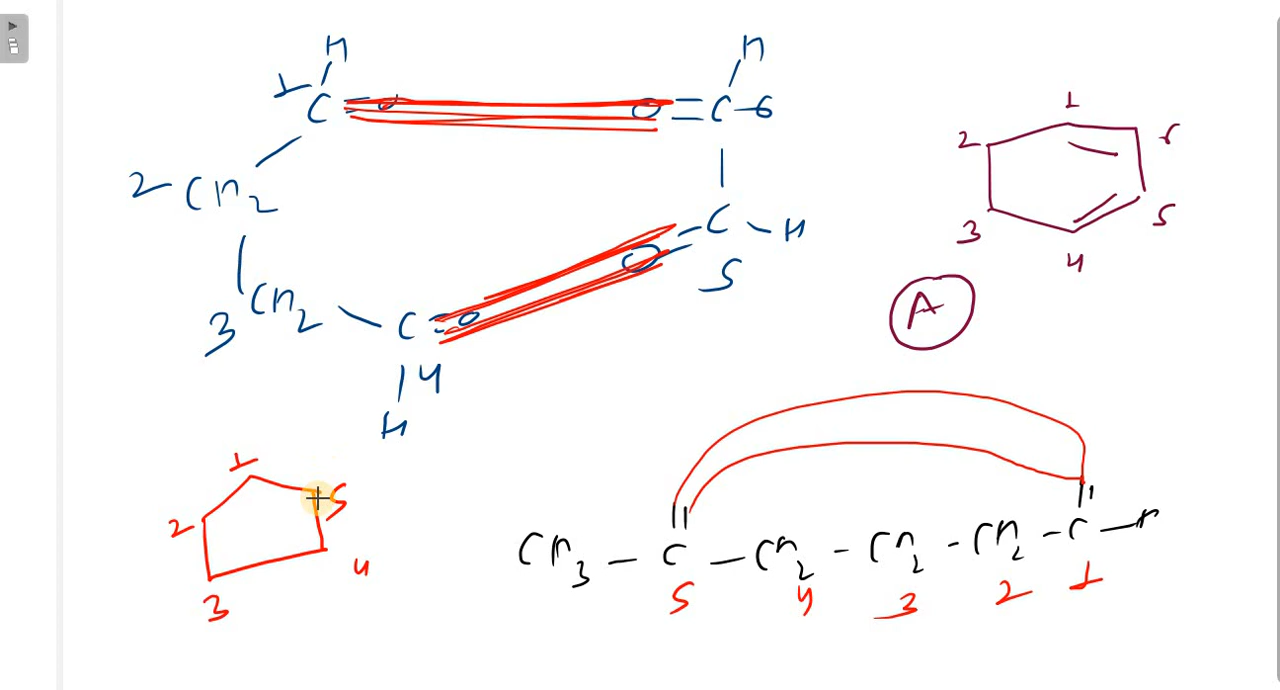 H H
1 C = O O = C - 6
2 - CH2 C - H
O 5
3 CH2 C = O
4
H
1
2 6
3 5
4
A
1
2 5
3 4
CH3 - C - CH2 - CH2 - CH2 - C - H
5 4 3 2 1